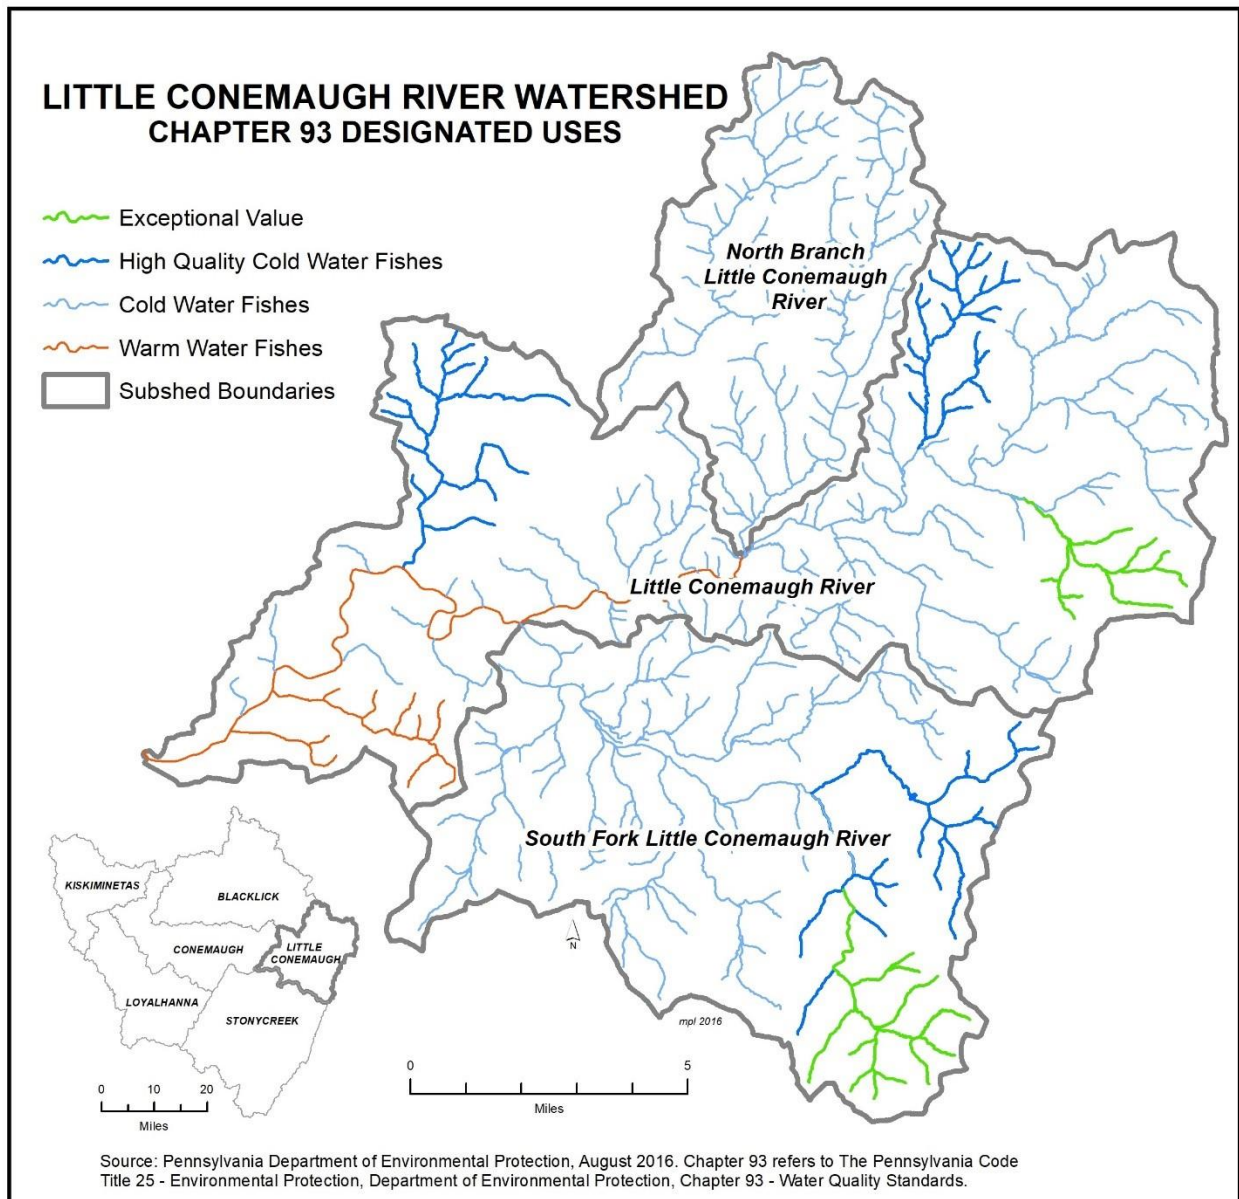 LITTLE CONEMAUGH RIVER WATERSHED
CHAPTER 93 DESIGNATED USES
Exceptional Value
High Quality Cold Water Fishes
Cold Water Fishes
Warm Water Fishes
Subshed Boundaries
North Branch
Little Conemaugh
River
Little Conemaugh River
South Fork Little Conemaugh River
N
mpl 2016
KISKIMINETAS
BLACKLICK
CONEMAUGH
LITTLE
CONEMAUGH
LOYALHANNA
STONYCREEK
0 10 20
Miles
0 5
Miles
Source: Pennsylvania Department of Environmental Protection, August 2016. Chapter 93 refers to The Pennsylvania Code
Title 25 - Environmental Protection, Department of Environmental Protection, Chapter 93 - Water Quality Standards.